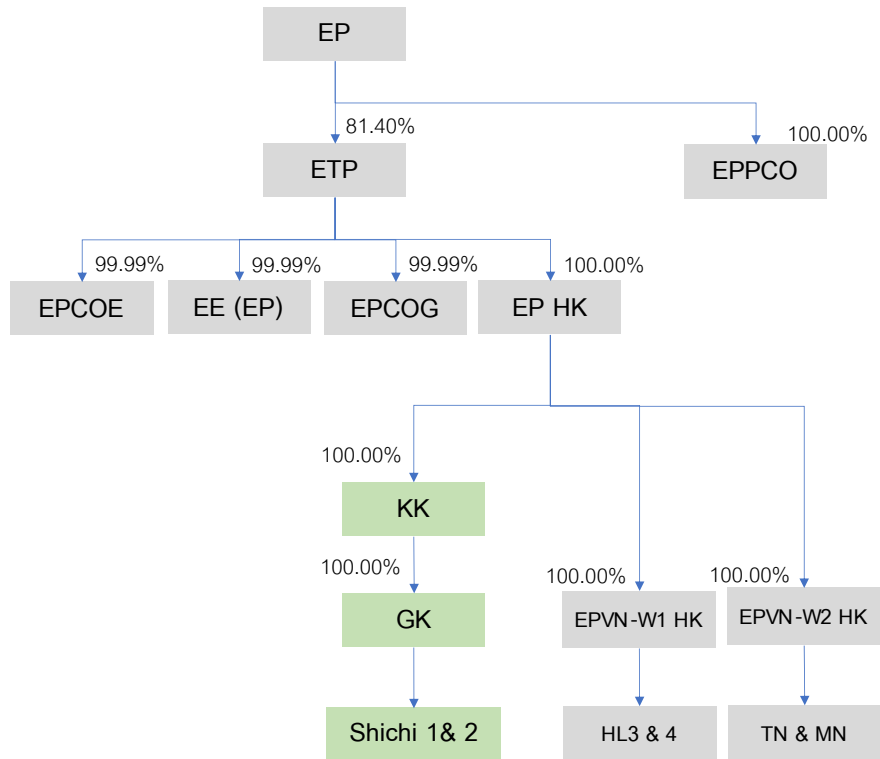 EP
81.40%
100.00%
ETP
EPPCO
99.99%
99.99%
99.99%
100.00%
EPCOE
EE (EP)
EPCOG
EP HK
100.00%
KK
100.00%
100.00%
100.00%
GK
EPVN-W1 HK
EPVN-W2 HK
Shichi 1& 2
HL3 & 4
TN & MN